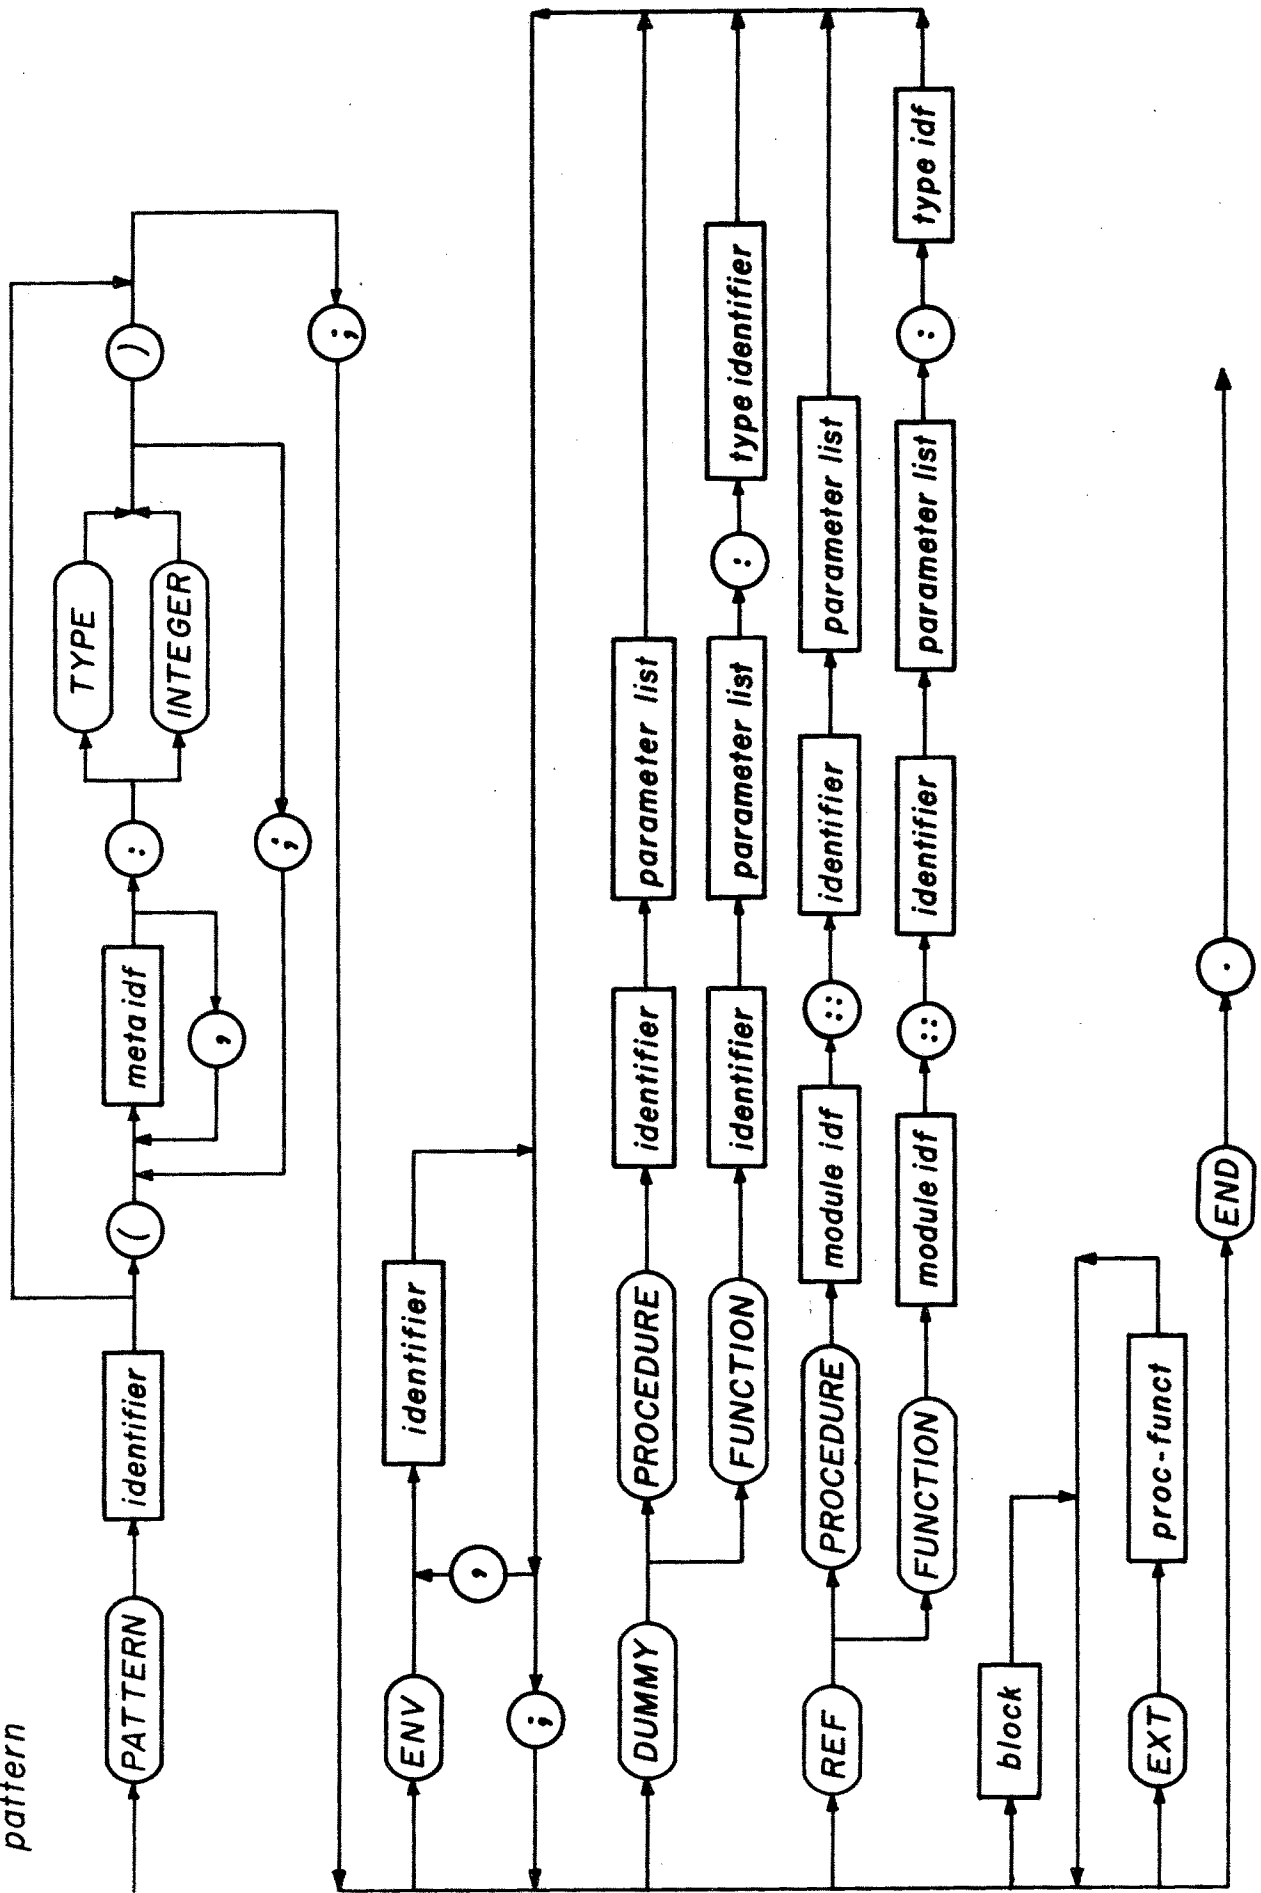 pattern
PATTERN identifier ( meta idf : TYPE )
INTEGER
,
;
;
ENV identifier
,
;
DUMMY PROCEDURE identifier parameter list
FUNCTION identifier parameter list : type identifier
REF PROCEDURE module idf :: identifier parameter list
FUNCTION module idf :: identifier parameter list : type idf
block
EXT proc-funct
END .